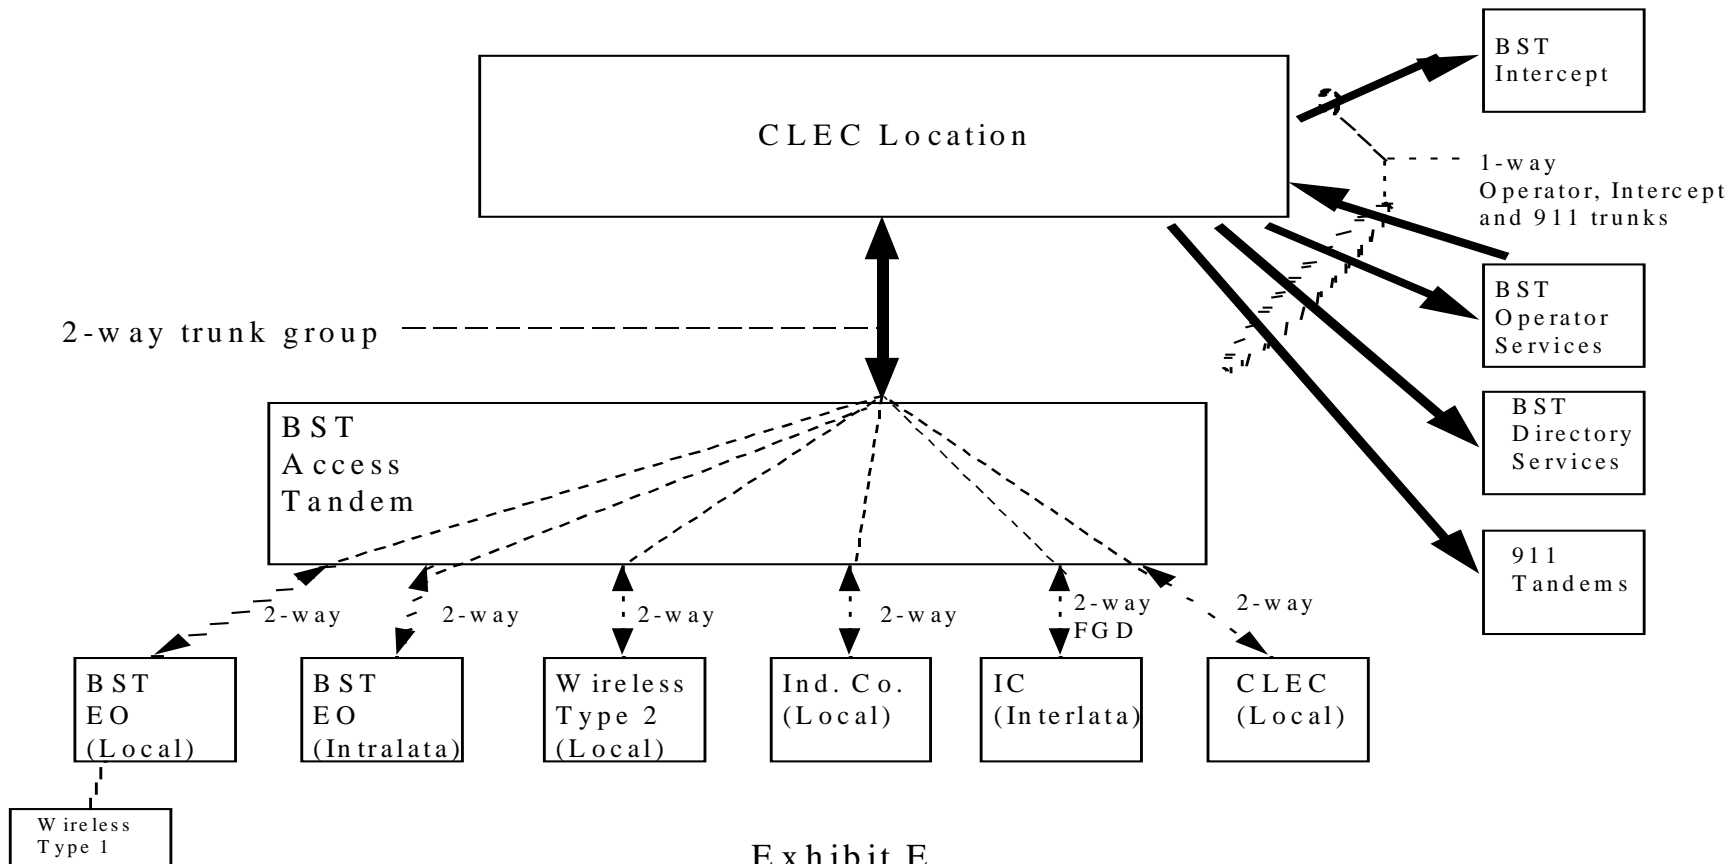 BST
Intercept
CLEC Location
1-way
Operator, Intercept
and 911 trunks
BST
Operator
Services
2-way trunk group
BST
Directory
Services
BST
Access
Tandem
911
Tandems
2-way
2-way
2-way
2-way
2-way
FGD
2-way
BST
EO
(Local)
BST
EO
(Intralata)
Wireless
Type 2
(Local)
Ind. Co.
(Local)
IC
(Interlata)
CLEC
(Local)
Wireless
Type 1
Exhibit E